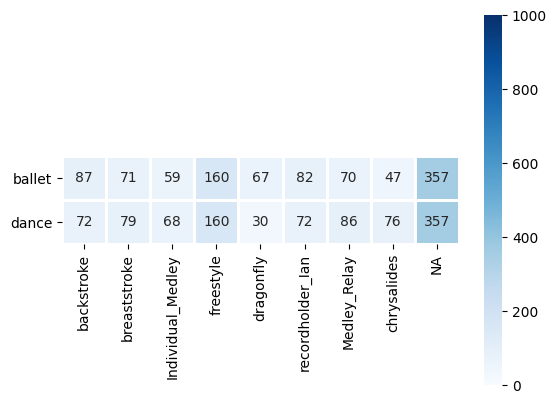 1000
800
600
400
200
0
ballet 87 71 59 160 67 82 70 47 357
dance 72 79 68 160 30 72 86 76 357
backstroke
breaststroke
Individual_Medley
freestyle
dragonfly
recordholder_Ian
Medley_Relay
chrysalides
NA